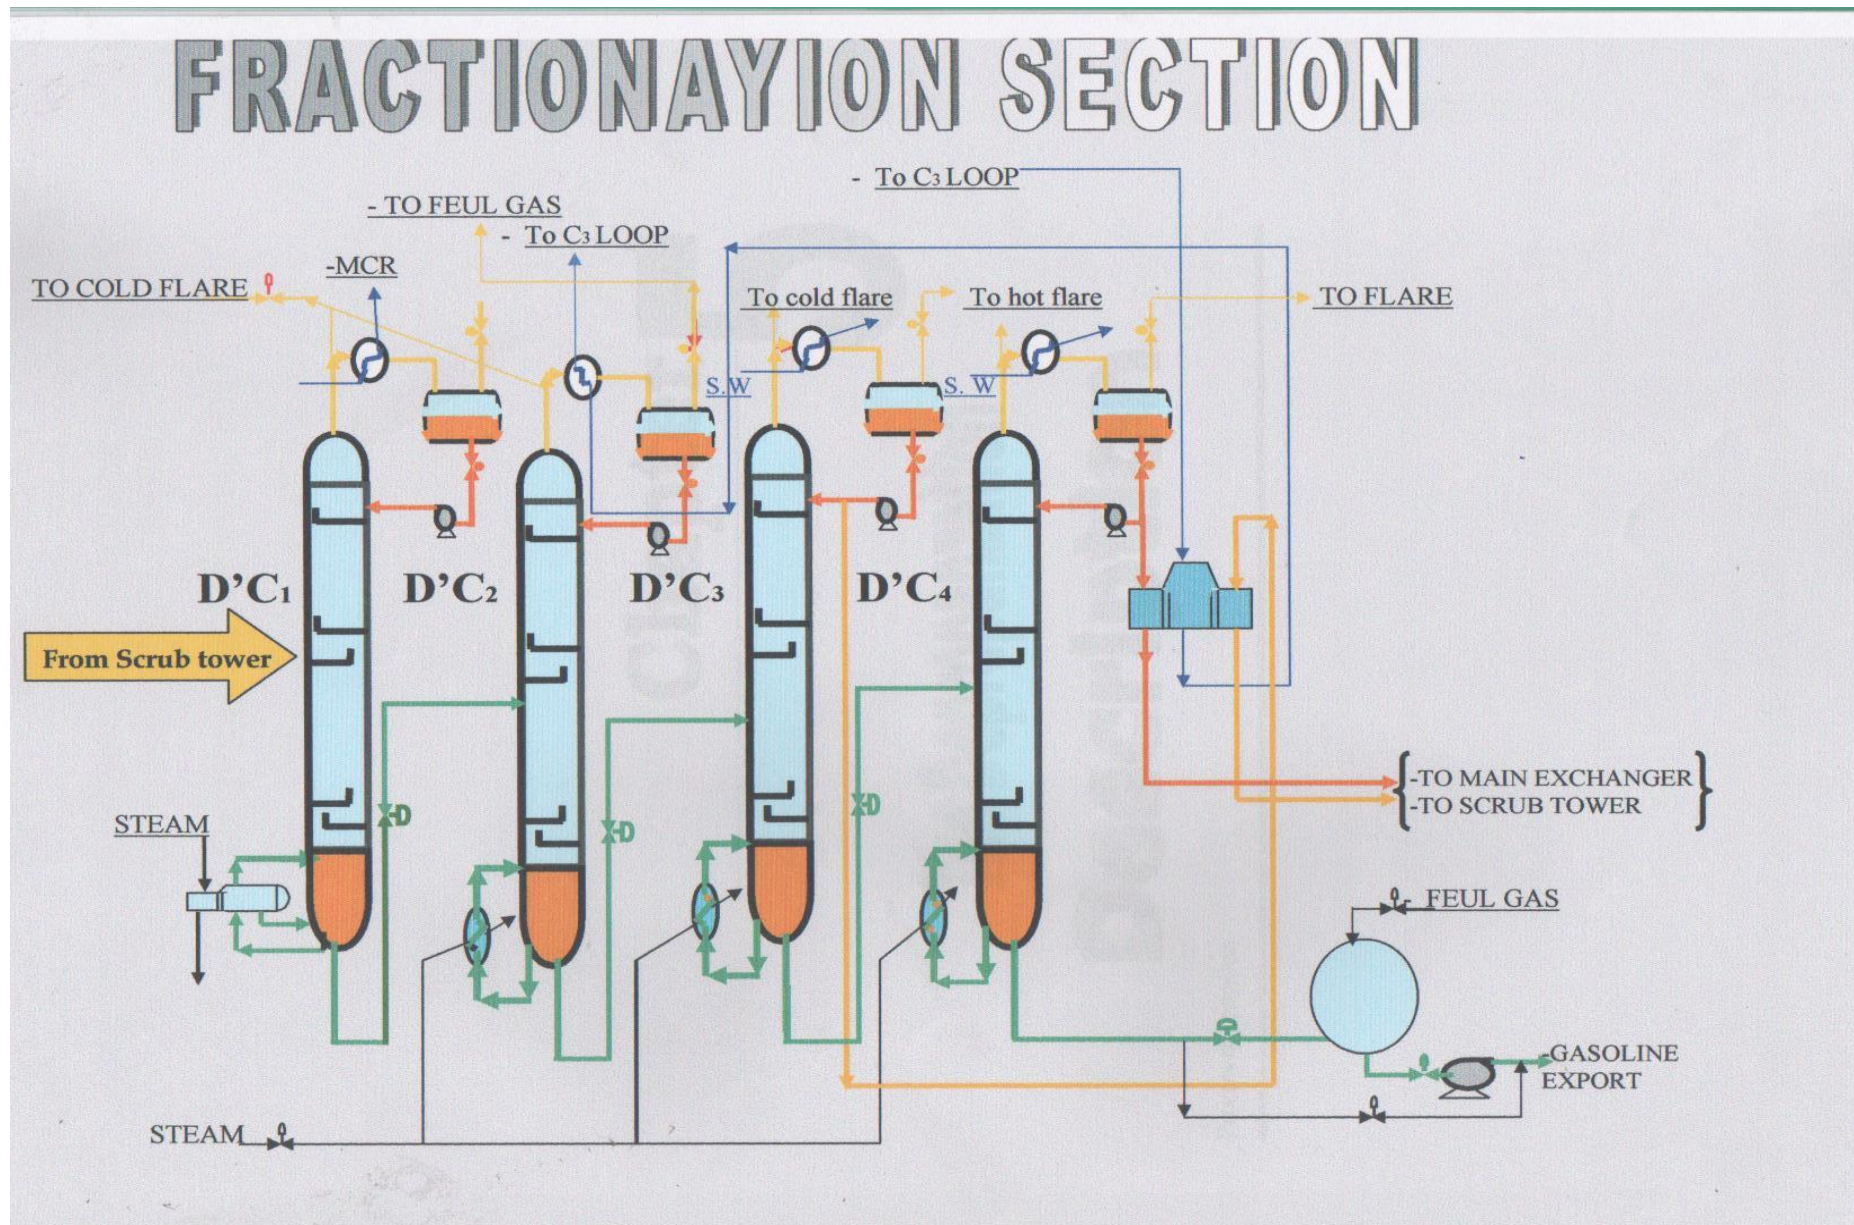 FRACTIONAYION SECTION
- To C₃ LOOP
- TO FEUL GAS
- To C₃ LOOP
-MCR
TO COLD FLARE
To cold flare
To hot flare
TO FLARE
S.W
S. W
D'C₁
D'C₂
D'C₃
D'C₄
From Scrub tower
-TO MAIN EXCHANGER
-TO SCRUB TOWER
STEAM
D
D
D
- FEUL GAS
D
-GASOLINE
EXPORT
STEAM